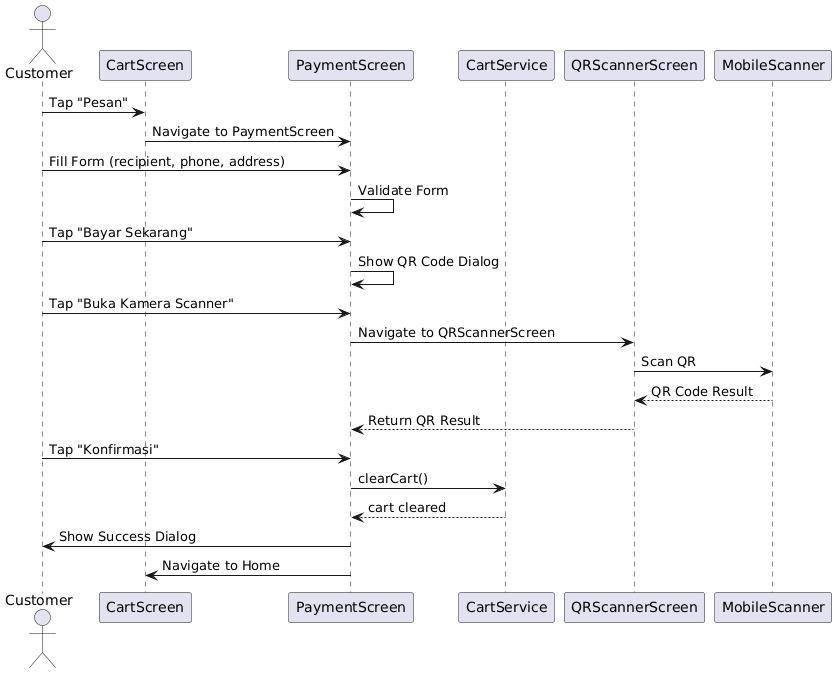 Customer
CartScreen
PaymentScreen
CartService
QRScannerScreen
MobileScanner
Tap "Pesan"
Navigate to PaymentScreen
Fill Form (recipient, phone, address)
Validate Form
Tap "Bayar Sekarang"
Show QR Code Dialog
Tap "Buka Kamera Scanner"
Navigate to QRScannerScreen
Scan QR
QR Code Result
Return QR Result
Tap "Konfirmasi"
clearCart()
cart cleared
Show Success Dialog
Navigate to Home
Customer
CartScreen
PaymentScreen
CartService
QRScannerScreen
MobileScanner